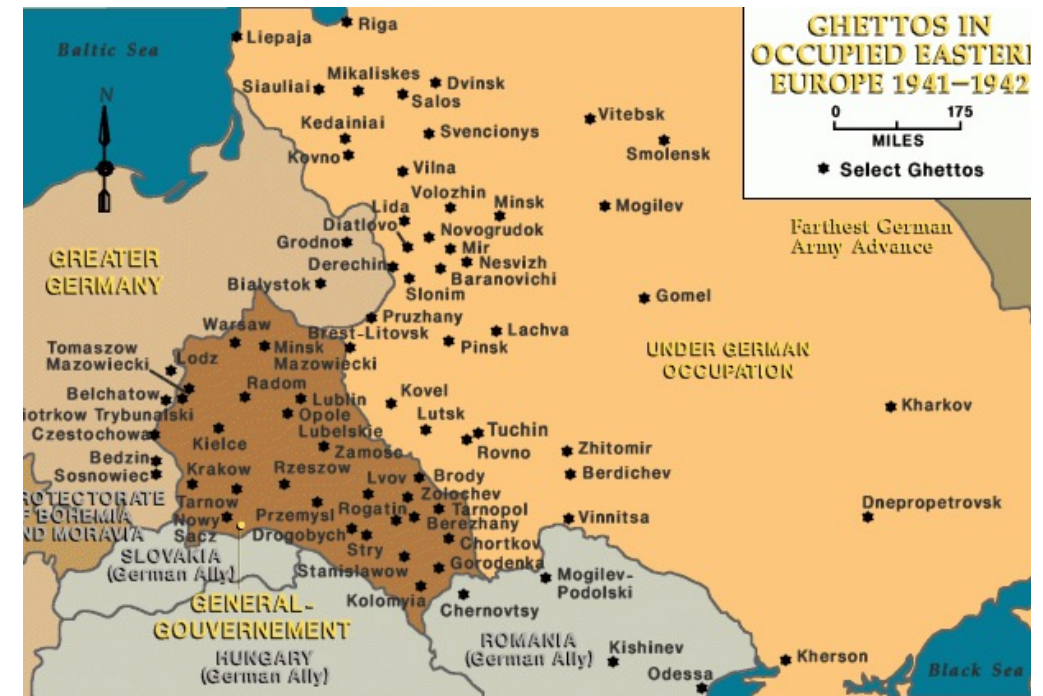 GHETTOS IN
OCCUPIED EASTER
EUROPE 1941–1942
0 175
MILES
Select Ghettos
Baltic Sea
N
Riga
Liepaja
Mikaliskes
Siauliai
Dvinsk
Salos
Kedainiai
Svencionys
Kovno
Vilna
Vitebsk
Smolensk
Volozhin
Lida
Minsk
Mogilev
Diatlovo
Novogrudok
Grodno
Mir
Derechin
Nesvizh
Baranovichi
Bialystok
Slonim
Farthest German
Army Advance
GREATER
GERMANY
Gomel
Pruzhany
Warsaw
Brest-Litovsk
Lachva
Minsk
Mazowiecki
Pinsk
UNDER GERMAN
OCCUPATION
Tomaszow
Mazowiecki
Lodz
Belchatow
Radom
Lublin
Kovel
Kharkov
iotrkow Trybunalski
Opole
Lubelskie
Lutsk
Czestochowa
Kielce
Tuchin
Rovno
Zamosc
Zhitomir
Bedzin
Sosnowiec
Krakow
Rzeszow
Lvov
Brody
Berdichev
ROTECTORATE
F BOHEMIA
ND MORAVIA
Tarnow
Zolochev
Przemysl
Rogatin
Tarnopol
Dnepropetrovsk
Nowy
Sacz
Drogobych
Berezhany
Vinnitsa
Chortkov
Stry
SLOVAKIA
(German Ally)
Stanislawow
Gorodenka
Mogilev-
Podolski
Kolomyia
Chernovtsy
GENERAL-
GOUVERNEMENT
HUNGARY
(German Ally)
ROMANIA
(German Ally)
Kishinev
Odessa
Kherson
Black Sea